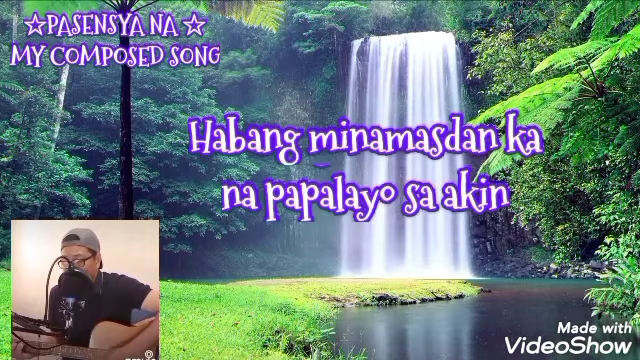 ☆PASENSYA NA ☆
MY COMPOSED SONG
Habang minamasdan ka
na papalayo sa akin
Made with
VideoShow